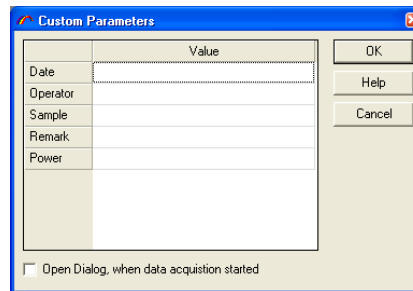 Custom Parameters
Value
Date
Operator
Sample
Remark
Power
OK
Help
Cancel
Open Dialog, when data acquistion started